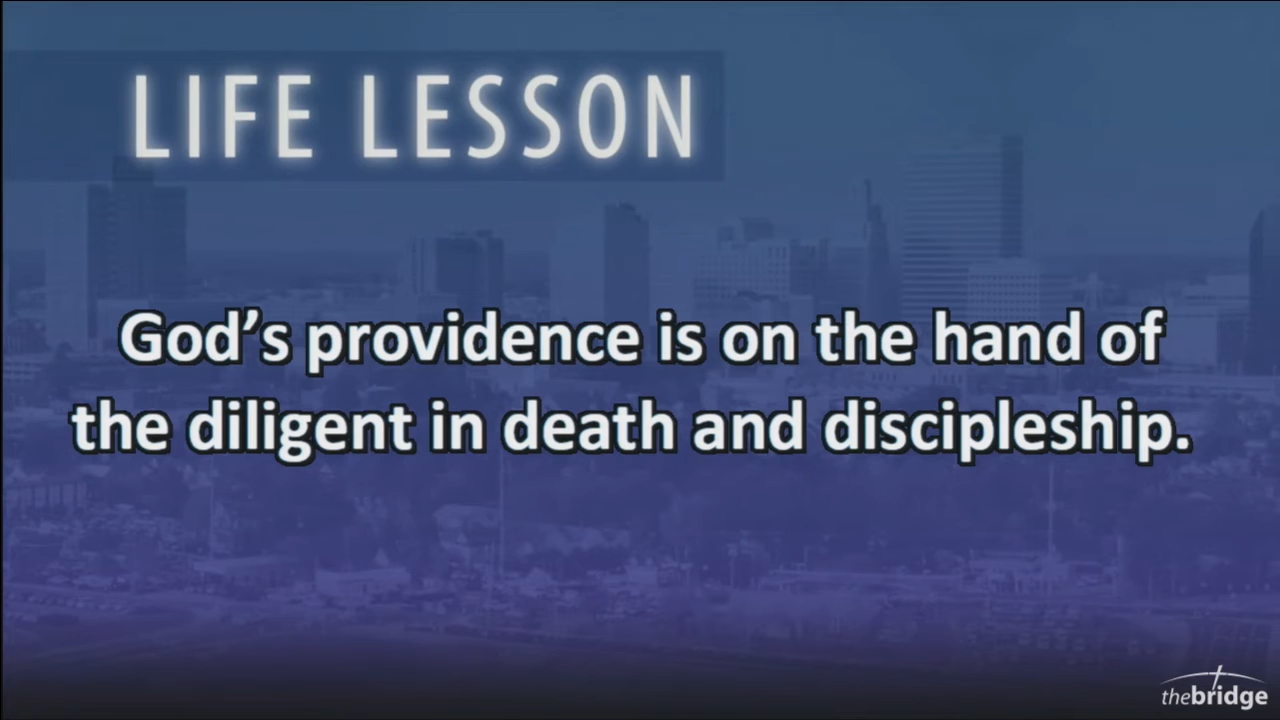 LIFE LESSON
God’s providence is on the hand of
the diligent in death and discipleship.
thebridge